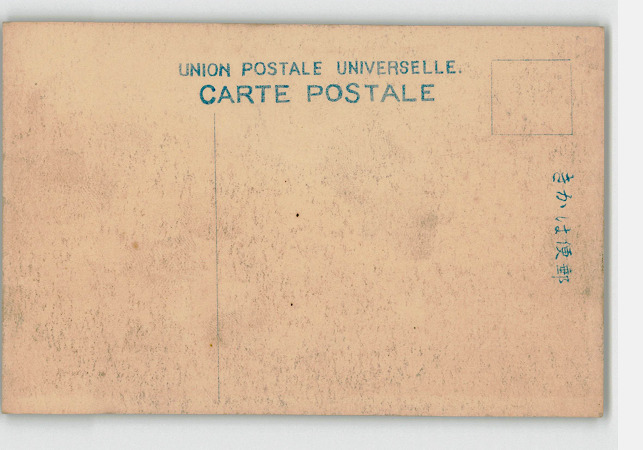 UNION POSTALE UNIVERSELLE.
CARTE POSTALE
きかは便郵